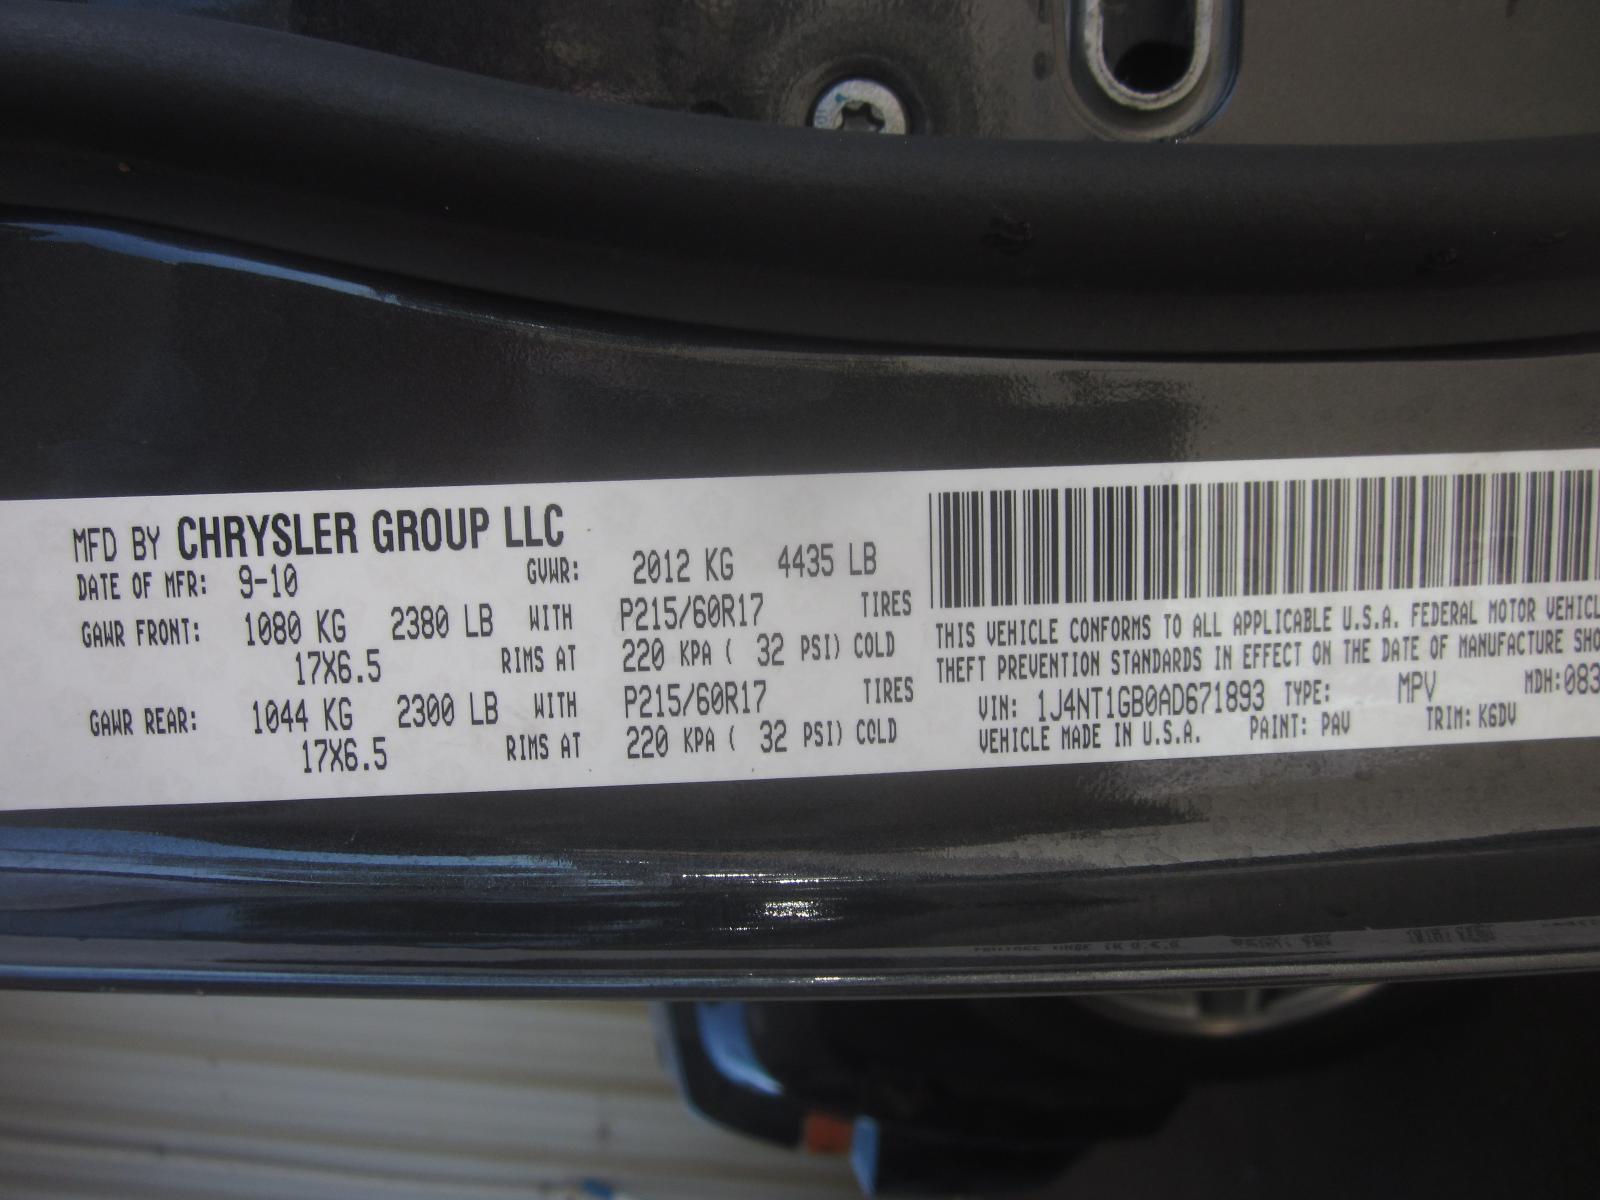 MFD BY CHRYSLER GROUP LLC
DATE OF MFR: 9-10 GVWR: 2012 KG 4435 LB
GAWR FRONT: 1080 KG 2380 LB WITH P215/60R17 TIRES
17X6.5 RIMS AT 220 KPA ( 32 PSI) COLD
GAWR REAR: 1044 KG 2300 LB WITH P215/60R17 TIRES
17X6.5 RIMS AT 220 KPA ( 32 PSI) COLD
THIS VEHICLE CONFORMS TO ALL APPLICABLE U.S.A. FEDERAL MOTOR VEHICL
THEFT PREVENTION STANDARDS IN EFFECT ON THE DATE OF MANUFACTURE SHO
VIN: 1J4NT1GB0AD671893 TYPE: MPV MDH:083
VEHICLE MADE IN U.S.A. PAINT: PAV TRIM: K6DV